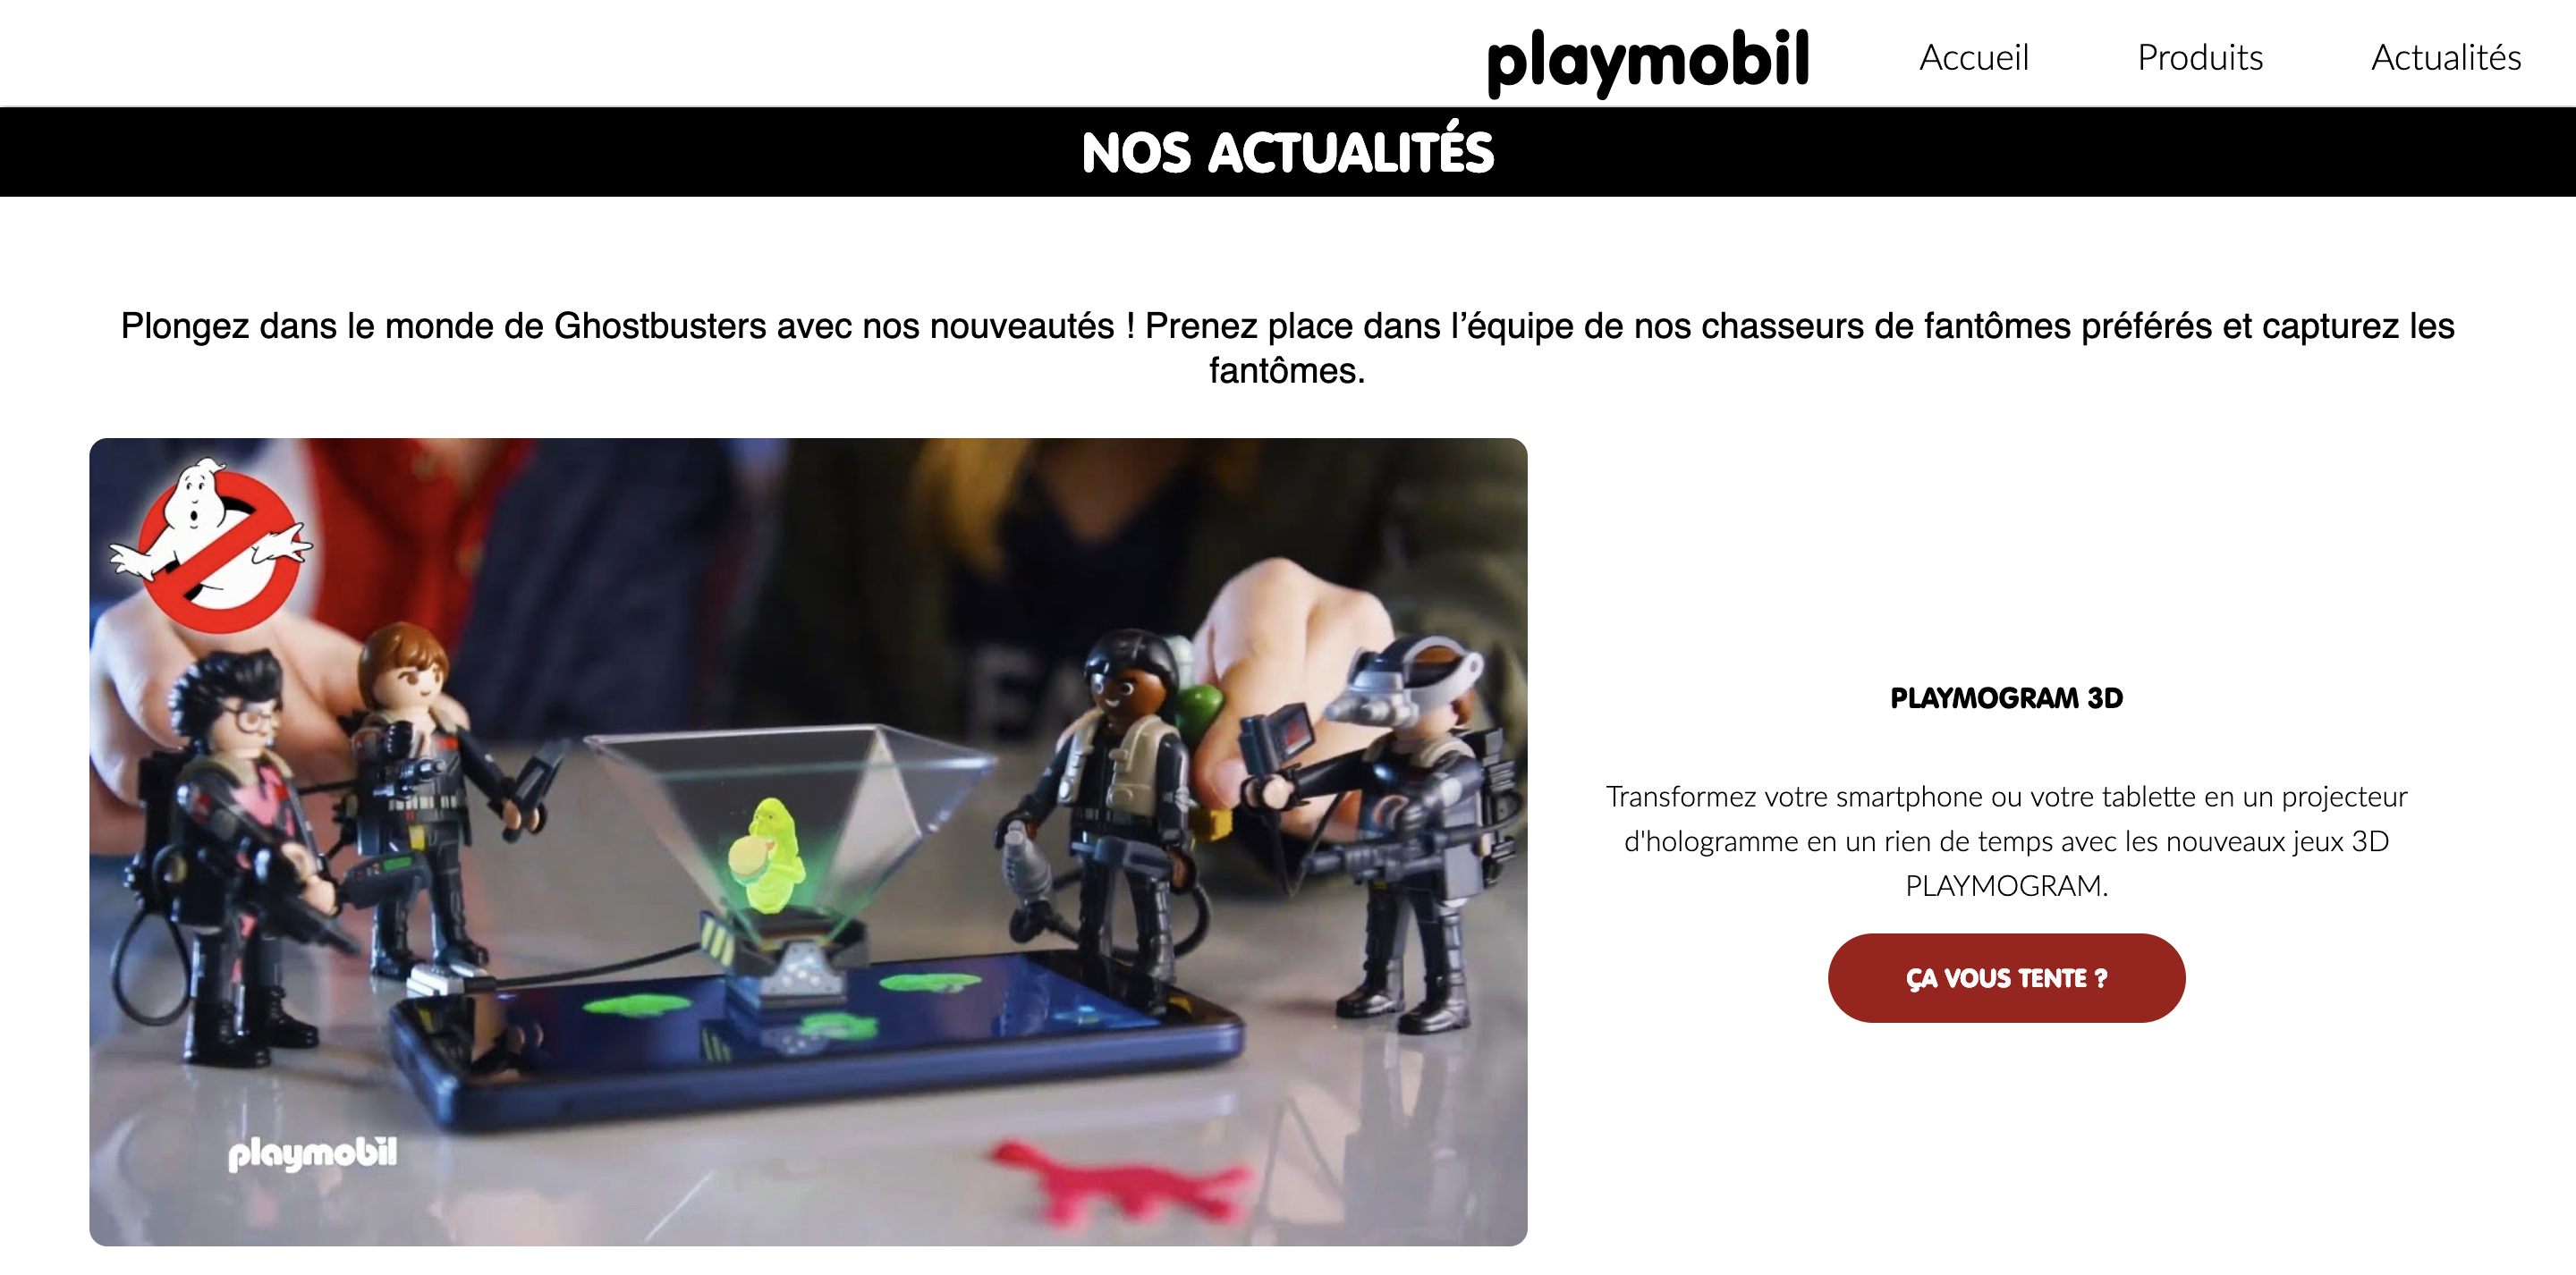 playmobil Accueil Produits Actualités
NOS ACTUALITÉS
Plongez dans le monde de Ghostbusters avec nos nouveautés ! Prenez place dans l’équipe de nos chasseurs de fantômes préférés et capturez les
fantômes.
playmobil
PLAYMOGRAM 3D
Transformez votre smartphone ou votre tablette en un projecteur
d'hologramme en un rien de temps avec les nouveaux jeux 3D
PLAYMOGRAM.
ÇA VOUS TENTE ?